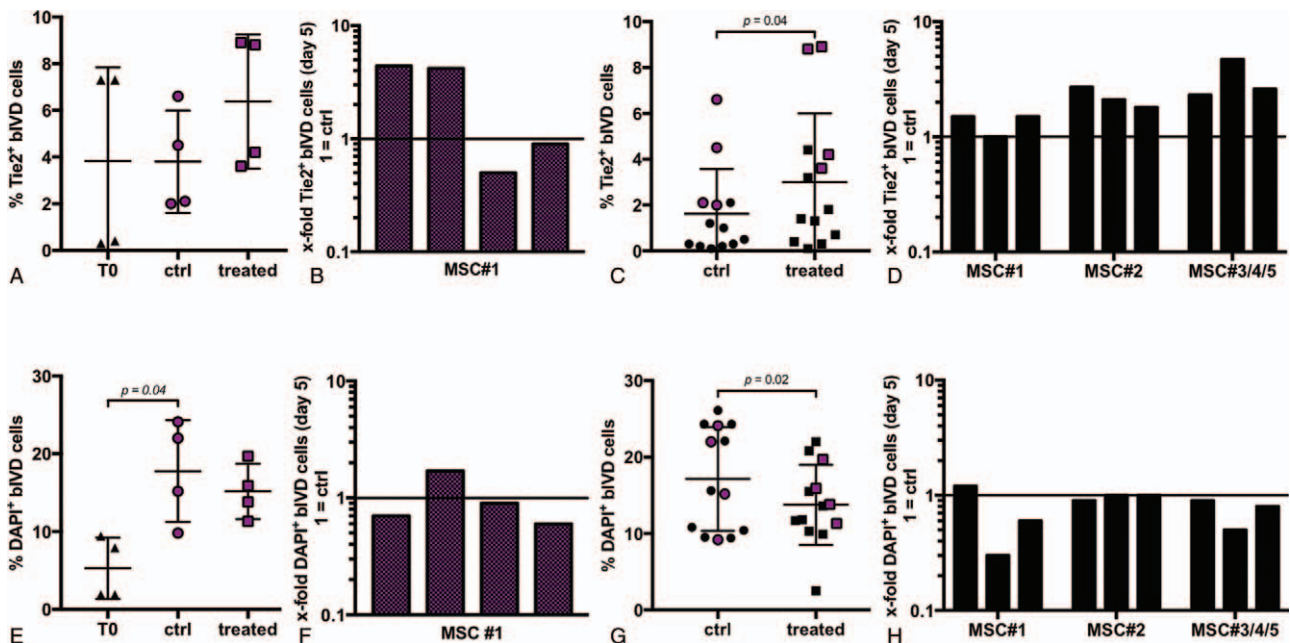 % Tie2+ bIVD cells
10
8
6
4
2
0
T0 ctrl treated
A
x-fold Tie2+ bIVD cells (day 5)
1 = ctrl
10
1
0.1
MSC#1
B
% Tie2+ bIVD cells
10
8
6
4
2
0
p = 0.04
ctrl treated
C
x-fold Tie2+ bIVD cells (day 5)
1 = ctrl
10
1
0.1
MSC#1 MSC#2 MSC#3/4/5
D
% DAPI+ bIVD cells
30
20
10
0
p = 0.04
T0 ctrl treated
E
x-fold DAPI+ bIVD cells (day 5)
1 = ctrl
10
1
0.1
MSC #1
F
% DAPI+ bIVD cells
30
20
10
0
p = 0.02
ctrl treated
G
x-fold DAPI+ bIVD cells (day 5)
1 = ctrl
10
1
0.1
MSC#1 MSC#2 MSC#3/4/5
H